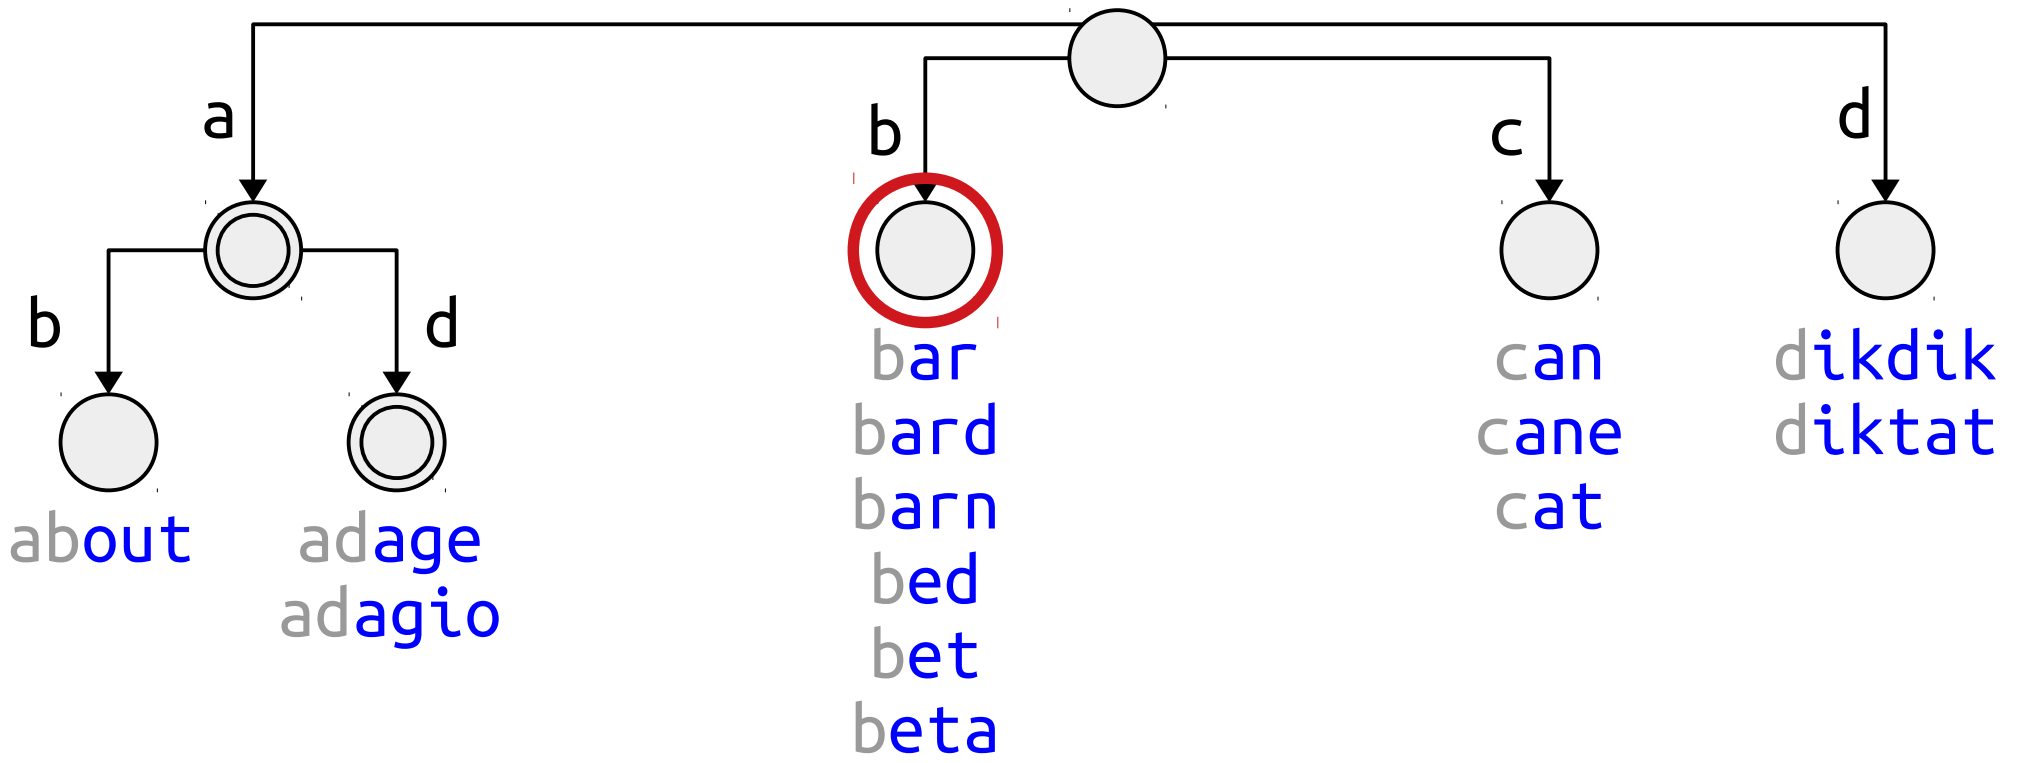 a
b
c
d
b
d
bar
bard
barn
bed
bet
beta
can
cane
cat
dikdik
diktat
about
adage
adagio